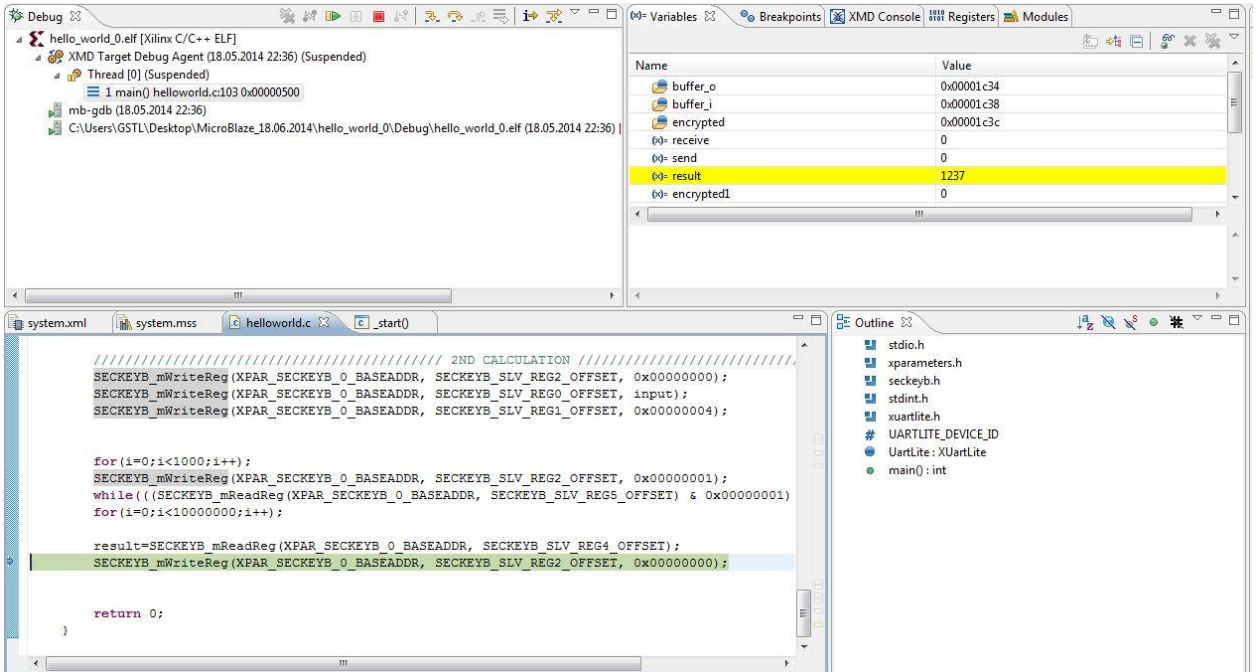 Debug
hello_world_0.elf [Xilinx C/C++ ELF]
XMD Target Debug Agent (18.05.2014 22:36) (Suspended)
Thread [0] (Suspended)
1 main() helloworld.c:103 0x00000500
mb-gdb (18.05.2014 22:36)
C:\Users\GSTL\Desktop\MicroBlaze_18.06.2014\hello_world_0\Debug\hello_world_0.elf (18.05.2014 22:36) [
(x)= Variables Breakpoints XMD Console Registers Modules
Name Value
buffer_o 0x00001c34
buffer_i 0x00001c38
encrypted 0x00001c3c
(x)= receive 0
(x)= send 0
(x)= result 1237
(x)= encrypted1 0
system.xml system.mss helloworld.c _start()
////////////////////////////////////////////// 2ND CALCULATION ////////////////////////////
SECKEYB_mWriteReg(XPAR_SECKEYB_0_BASEADDR, SECKEYB_SLV_REG2_OFFSET, 0x00000000);
SECKEYB_mWriteReg(XPAR_SECKEYB_0_BASEADDR, SECKEYB_SLV_REG0_OFFSET, input);
SECKEYB_mWriteReg(XPAR_SECKEYB_0_BASEADDR, SECKEYB_SLV_REG1_OFFSET, 0x00000004);
for(i=0;i<1000;i++);
SECKEYB_mWriteReg(XPAR_SECKEYB_0_BASEADDR, SECKEYB_SLV_REG2_OFFSET, 0x00000001);
while(((SECKEYB_mReadReg(XPAR_SECKEYB_0_BASEADDR, SECKEYB_SLV_REG5_OFFSET) & 0x00000001)
for(i=0;i<10000000;i++);
result=SECKEYB_mReadReg(XPAR_SECKEYB_0_BASEADDR, SECKEYB_SLV_REG4_OFFSET);
SECKEYB_mWriteReg(XPAR_SECKEYB_0_BASEADDR, SECKEYB_SLV_REG2_OFFSET, 0x00000000);
return 0;
}
Outline
stdio.h
xparameters.h
seckeyb.h
stdint.h
xuartlite.h
# UARTLITE_DEVICE_ID
UartLite : XUartLite
main() : int